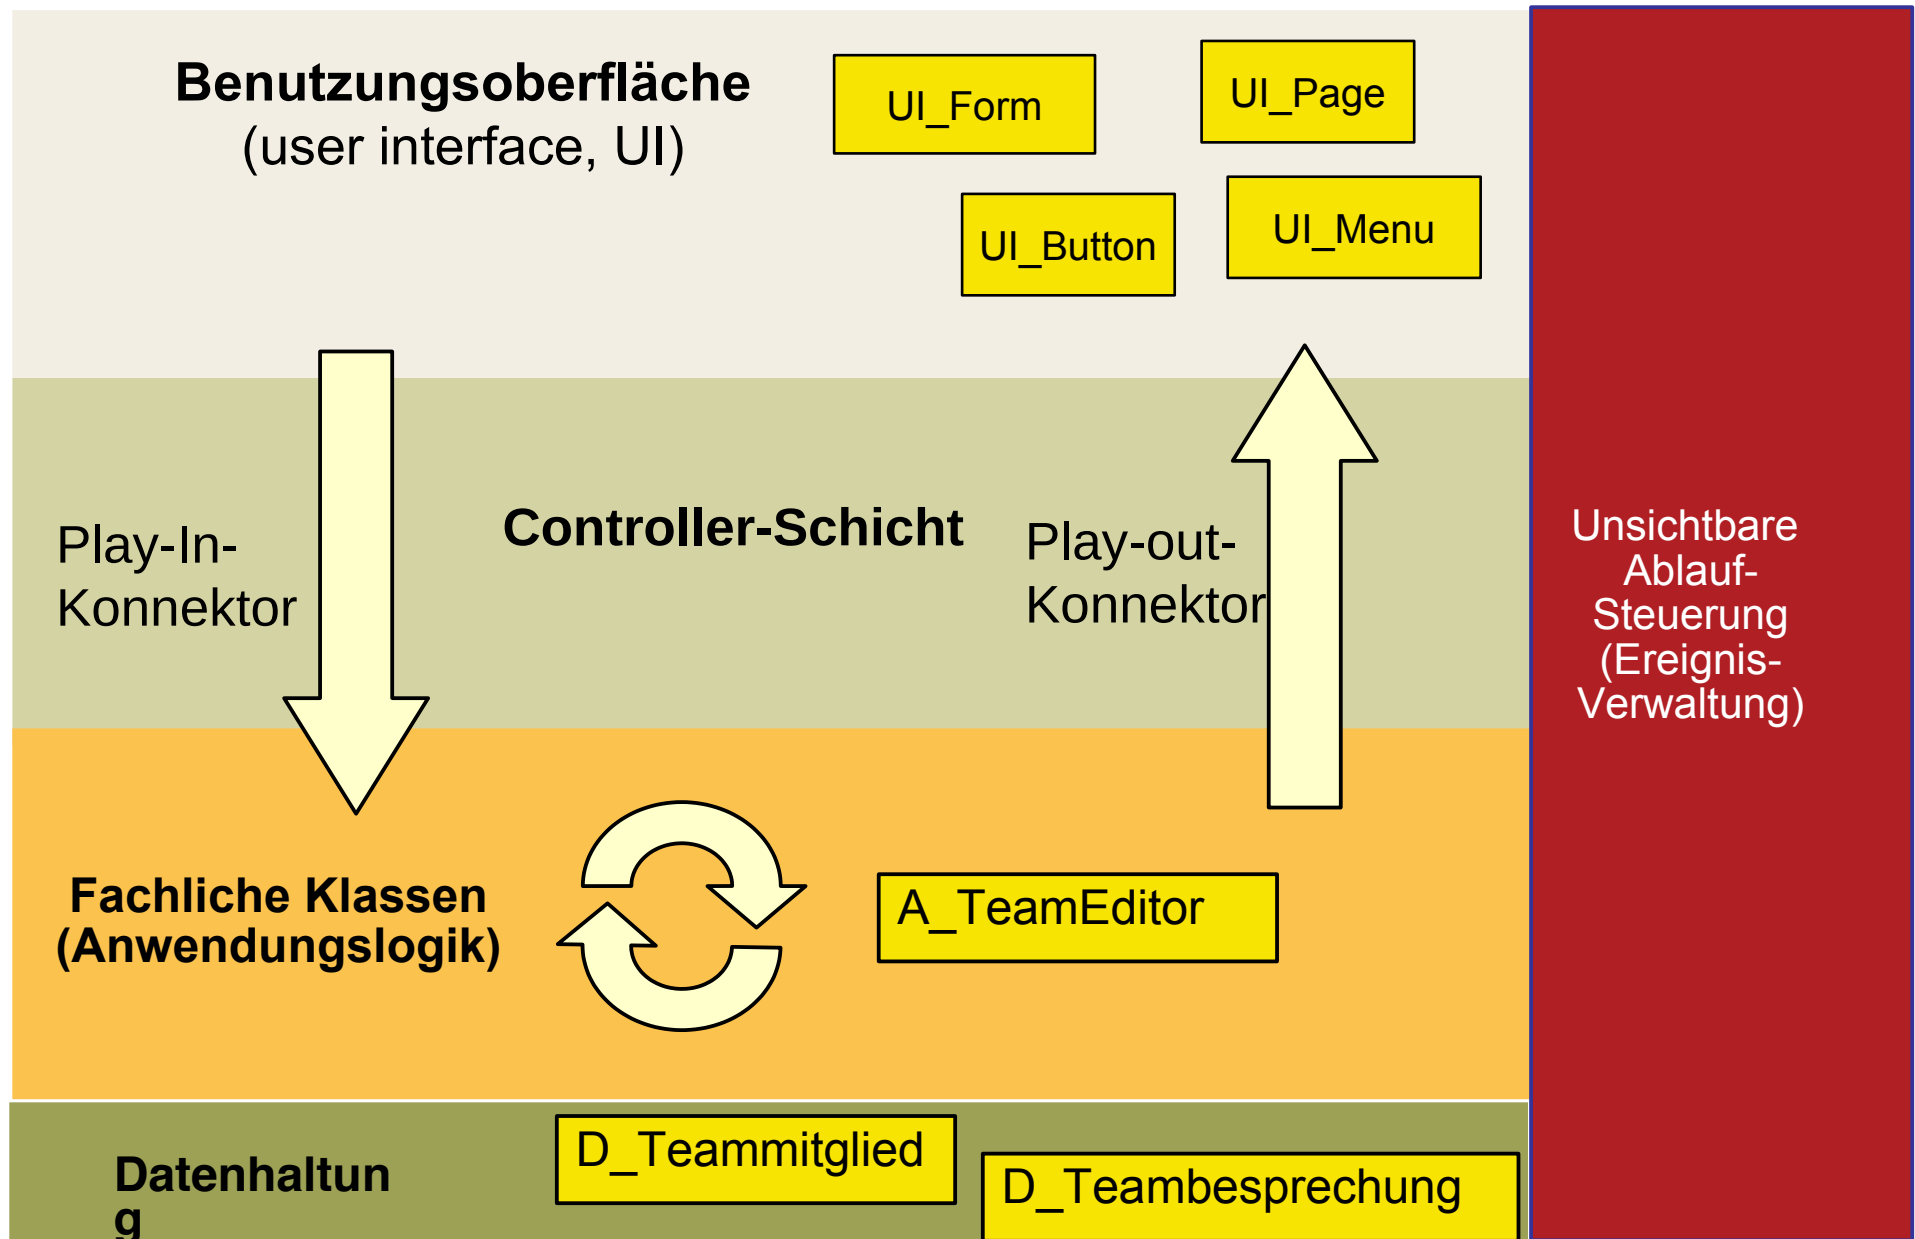 Benutzungsoberfläche
(user interface, UI)
UI_Form
UI_Page
UI_Button
UI_Menu
Play-In-
Konnektor
Controller-Schicht
Play-out-
Konnektor
Unsichtbare
Ablauf-
Steuerung
(Ereignis-
Verwaltung)
Fachliche Klassen
(Anwendungslogik)
A_TeamEditor
Datenhaltun
g
D_Teammitglied
D_Teambesprechung